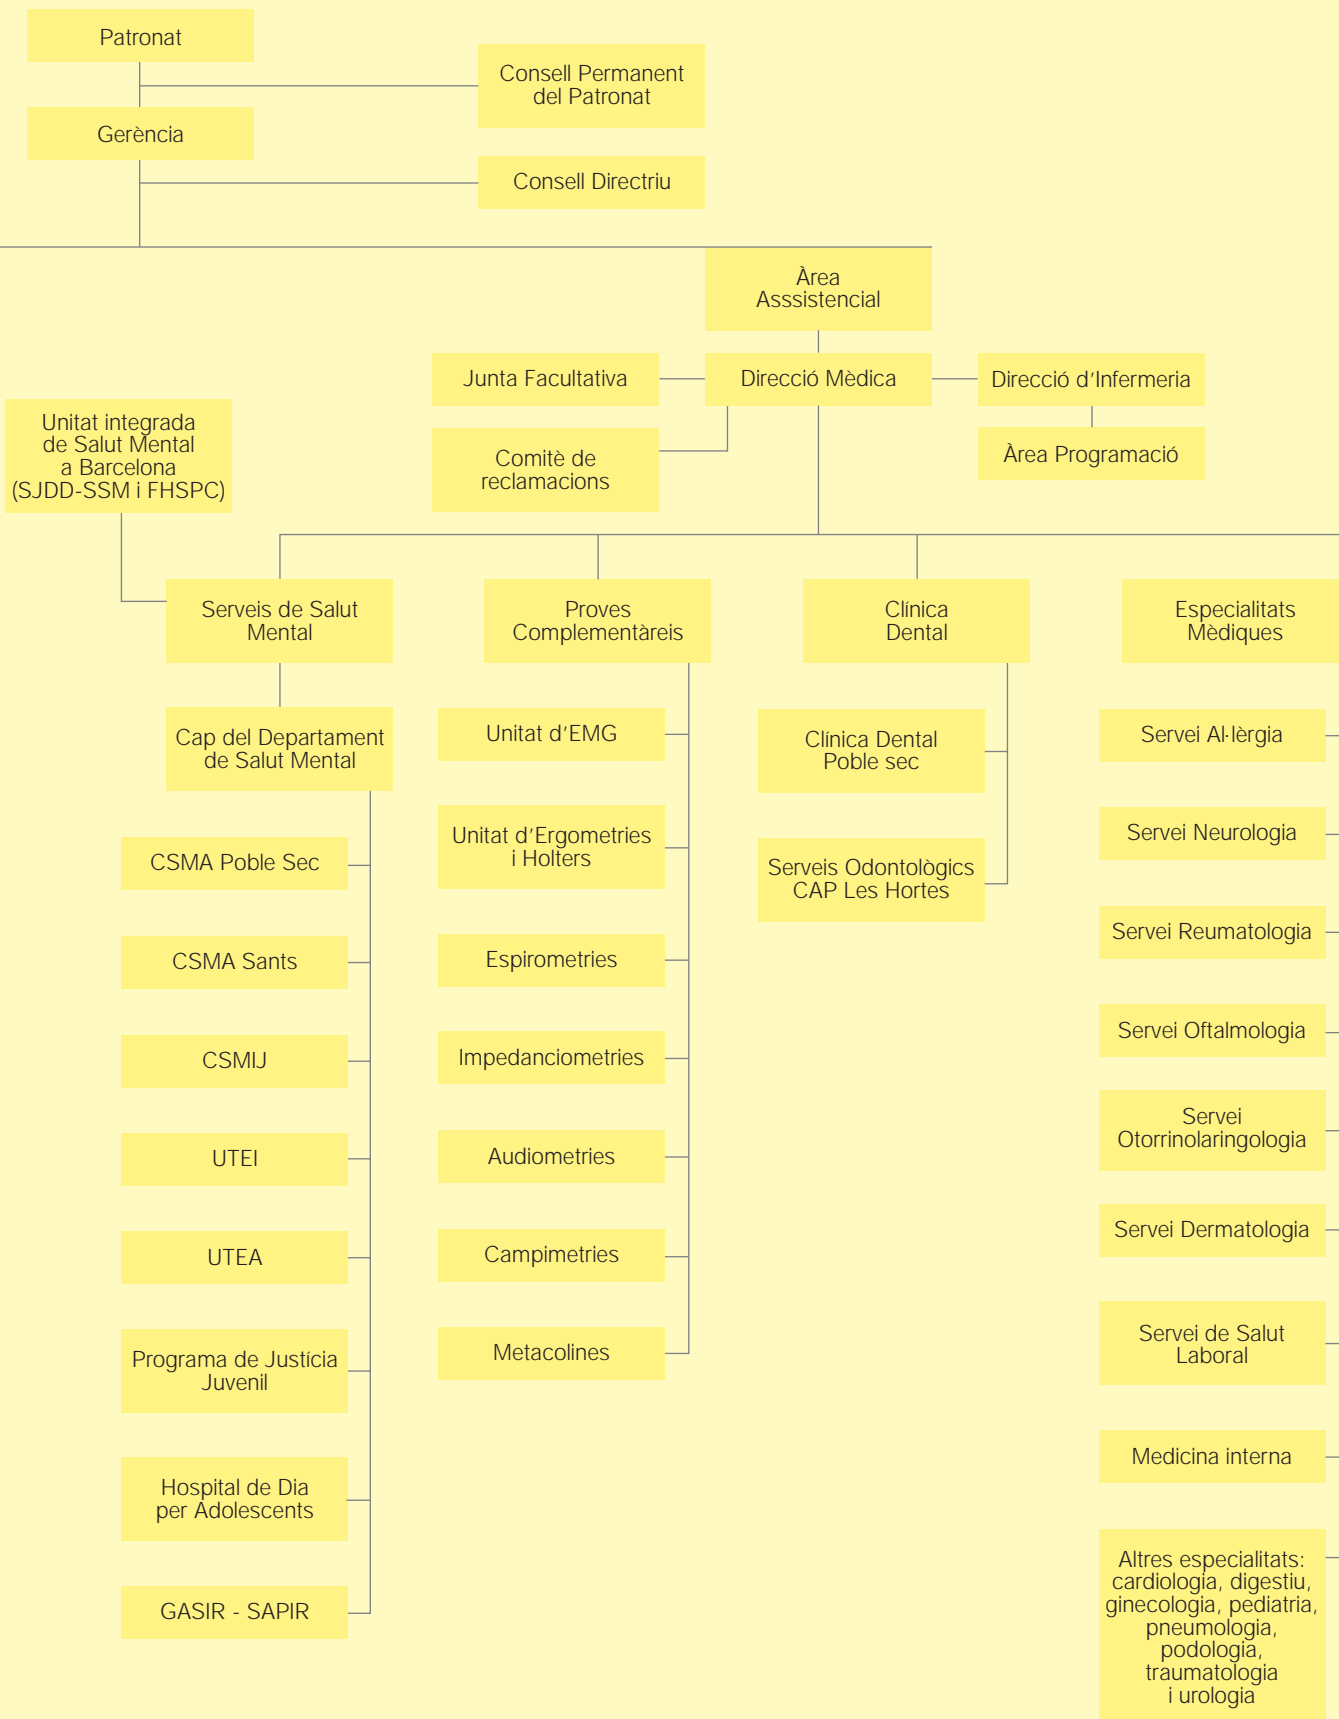 Patronat
Consell Permanent
del Patronat
Gerència
Consell Directriu
Àrea
Asssistencial
Junta Facultativa
Direcció Mèdica
Direcció d'Infermeria
Comitè de
reclamacions
Àrea Programació
Unitat integrada
de Salut Mental
a Barcelona
(SJDD-SSM i FHSPC)
Serveis de Salut
Mental
Cap del Departament
de Salut Mental
CSMA Poble Sec
CSMA Sants
CSMIJ
UTEI
UTEA
Programa de Justícia
Juvenil
Hospital de Dia
per Adolescents
GASIR - SAPIR
Proves
Complementàreis
Unitat d'EMG
Unitat d'Ergometries
i Holters
Espirometries
Impedanciometries
Audiometries
Campimetries
Metacolines
Clínica
Dental
Clínica Dental
Poble sec
Serveis Odontològics
CAP Les Hortes
Especialitats
Mèdiques
Servei Al·lèrgia
Servei Neurologia
Servei Reumatologia
Servei Oftalmologia
Servei
Otorrinolaringologia
Servei Dermatologia
Servei de Salut
Laboral
Medicina interna
Altres especialitats:
cardiologia, digestiu,
ginecologia, pediatria,
pneumologia,
podologia,
traumatologia
i urologia